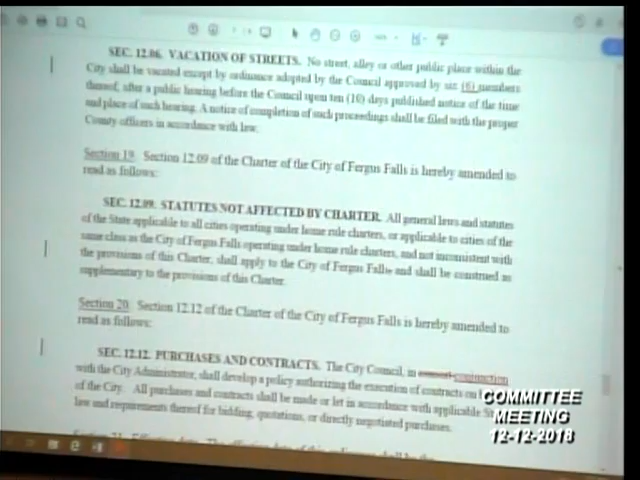 SEC. 12.06. VACATION OF STREETS. No street, alley or other public place within the
City shall be vacated except by ordinance adopted by the Council approved by six (6) members
thereof, after a public hearing before the Council upon ten (10) days published notice of the time
and place of such hearing. A notice of completion of such proceedings shall be filed with the proper
County officers in accordance with law.
Section 19. Section 12.09 of the Charter of the City of Fergus Falls is hereby amended to
read as follows:
SEC. 12.09. STATUTES NOT AFFECTED BY CHARTER. All general laws and statutes
of the State applicable to all cities operating under home rule charters, or applicable to cities of the
same class as the City of Fergus Falls operating under home rule charters, and not inconsistent with
the provisions of this Charter, shall apply to the City of Fergus Falls and shall be construed as
supplementary to the provisions of this Charter.
Section 20. Section 12.12 of the Charter of the City of Fergus Falls is hereby amended to
read as follows:
SEC. 12.12. PURCHASES AND CONTRACTS. The City Council, in conjunction
with the City Administrator, shall develop a policy authorizing the execution of contracts on
of the City. All purchases and contracts shall be made or let in accordance with applicable
law and requirements thereof for bidding, quotations, or directly negotiated purchases.
COMMITTEE
MEETING
12-12-2018